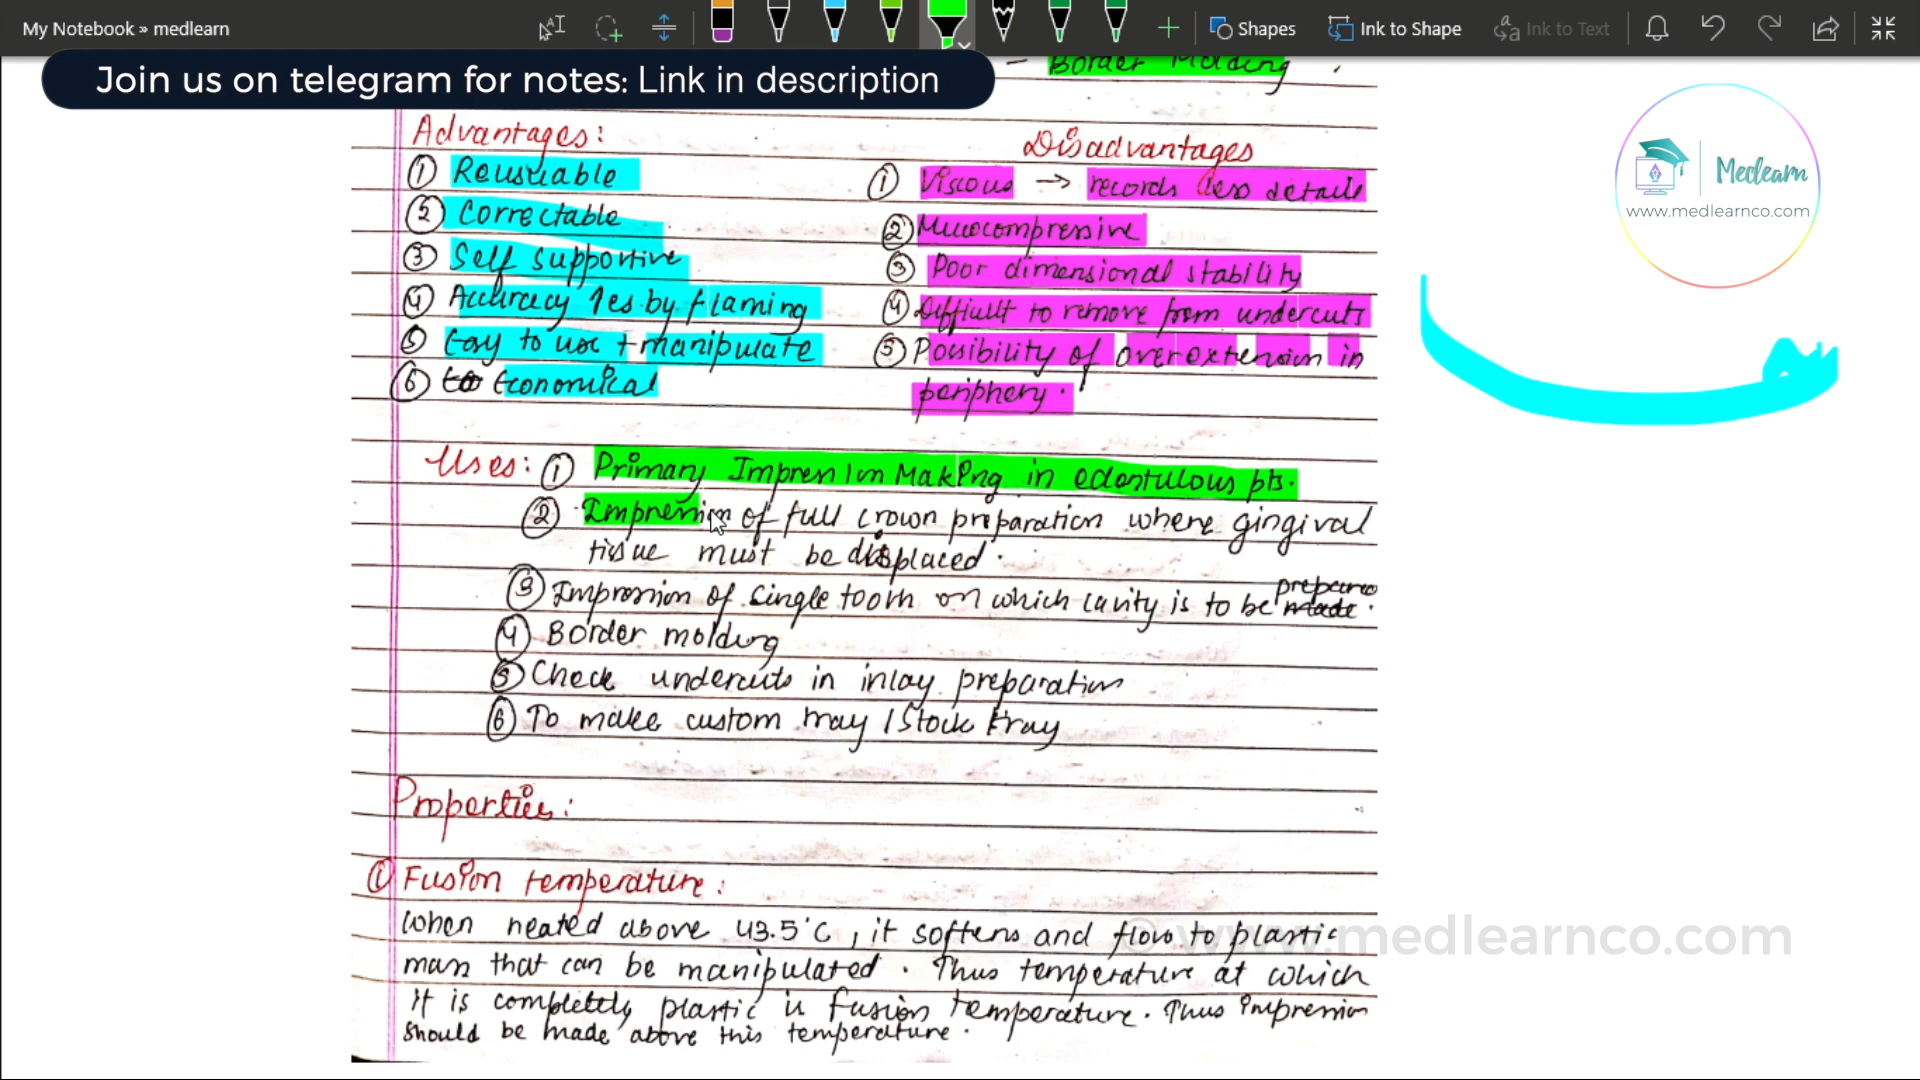 My Notebook » medlearn
Shapes
Ink to Shape
Ink to Text
Join us on telegram for notes: Link in description
- Border Molding
Medlearn
www.medlearnco.com
Advantages:
① Reusuable
② Correctable
③ Self supportive
④ Accuracy ↑es by flaming
⑤ Easy to use + manipulate
⑥ Economical
Disadvantages
① Viscous → records less details
② Mucocompressive
③ Poor dimensional stability
④ Difficult to remove from undercuts
⑤ Possibility of overextension in
periphery.
Uses: ① Primary Impression Making in edentulous pts.
② Impression of full crown preparation where gingival
tissue must be displaced.
③ Impression of single tooth on which cavity is to be prepared.
④ Border molding
⑤ Check undercuts in inlay preparation
⑥ To make custom tray / Stock tray
Properties:
① Fusion temperature:
When heated above 43.5°C, it softens and flow to plastic
mass that can be manipulated. Thus temperature at which
it is completely plastic is fusion temperature. Thus impression
should be made above this temperature.
© www.medlearnco.com